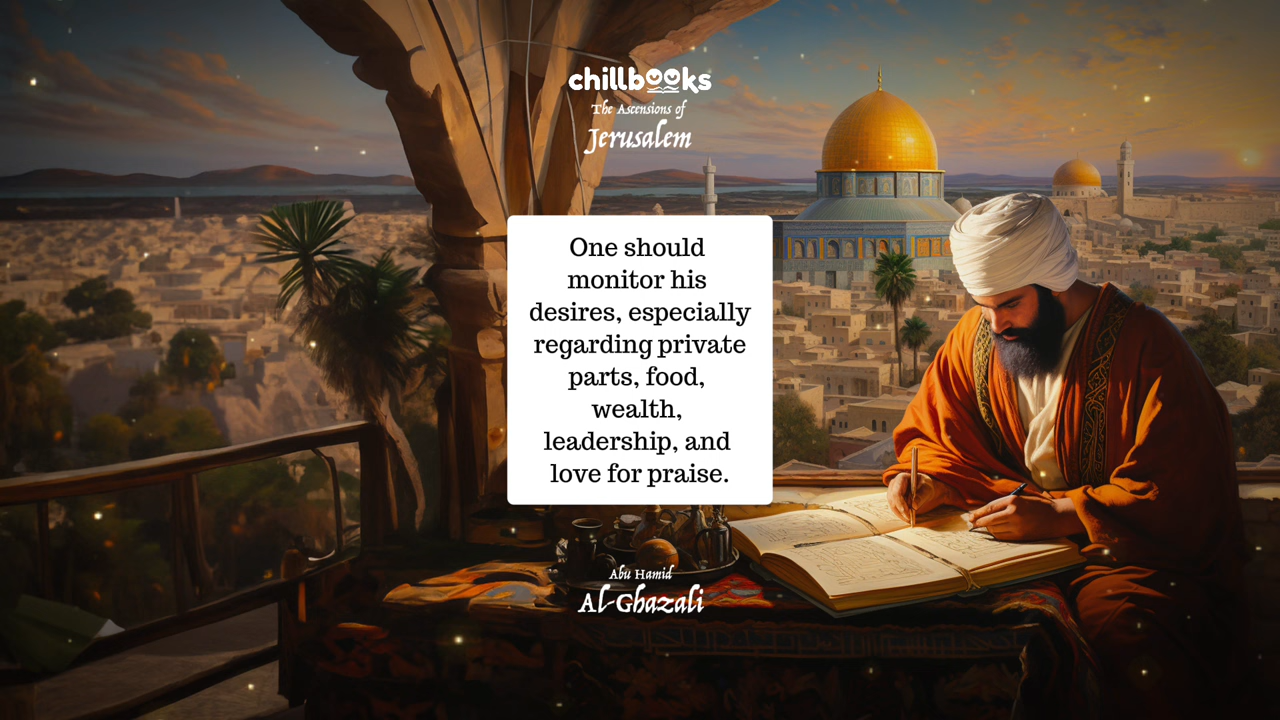 chillbooks
The Ascensions of
Jerusalem
One should
monitor his
desires, especially
regarding private
parts, food,
wealth,
leadership, and
love for praise.
Abu Hamid
Al-Ghazali